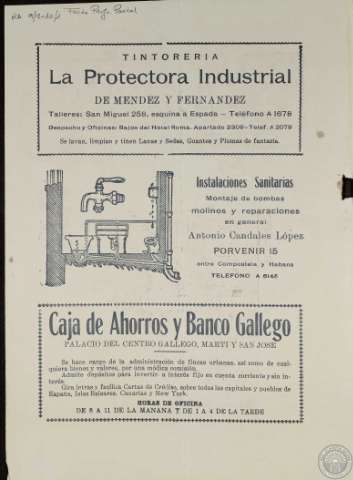 TINTORERIA
La Protectora Industrial
DE MENDEZ Y FERNANDEZ
Talleres: San Miguel 256, esquina a Espada — Teléfono A 1678
Despacho y Oficinas: Bajos del Hotel Roma. Apartado 2309—Telef. A 2079
Se lavan, limpian y tiñen Lanas y Sedas, Guantes y Plumas de fantasía.
Instalaciones Sanitarias
Montaje de bombas
molinos y reparaciones
en general
Antonio Candales López
PORVENIR 15
entre Compostela y Habana
TELEFONO A 6145
Caja de Ahorros y Banco Gallego
PALACIO DEL CENTRO GALLEGO, MARTI Y SAN JOSE
Se hace cargo de la administración de fincas urbanas, así como de cual-
quiera bienes y valores, por una módica comisión.
Admite depósitos para invertir a interés fijo en cuenta corriente y sin in-
terés.
Gira letras y facilita Cartas de Crédito, sobre todas las capitales y pueblos de
España, Islas Baleares, Canarias y New York.
HORAS DE OFICINA
DE 8 A 11 DE LA MAÑANA Y DE 1 A 4 DE LA TARDE